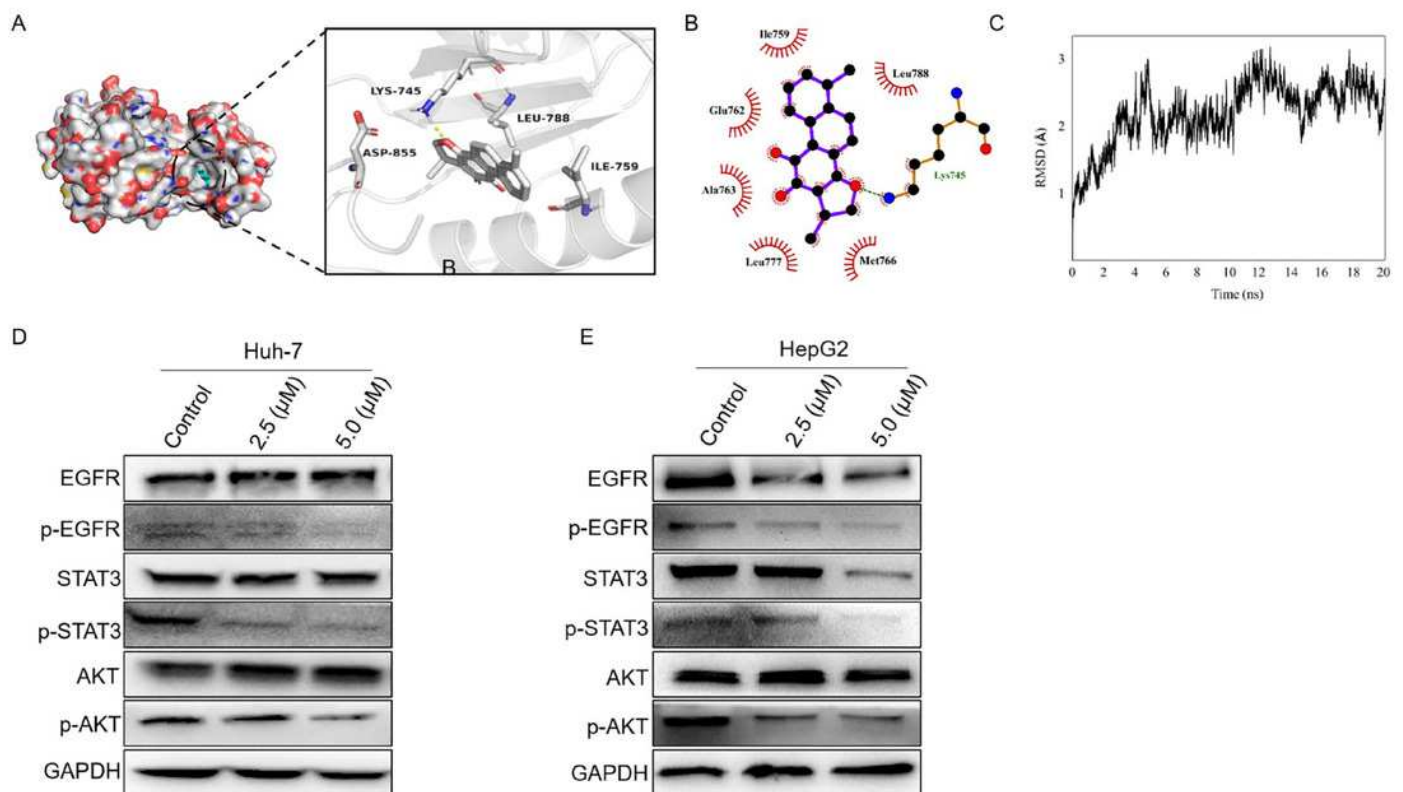 A
LYS-745
LEU-788
ASP-855
ILE-759
B
B
Ile759
Leu788
Glu762
Lys745
Ala763
Leu777
Met766
C
3
2
1
RMSD (Å)
0 2 4 6 8 10 12 14 16 18 20
Time (ns)
D
Huh-7
Control 2.5 (μM) 5.0 (μM)
EGFR
p-EGFR
STAT3
p-STAT3
AKT
p-AKT
GAPDH
E
HepG2
Control 2.5 (μM) 5.0 (μM)
EGFR
p-EGFR
STAT3
p-STAT3
AKT
p-AKT
GAPDH